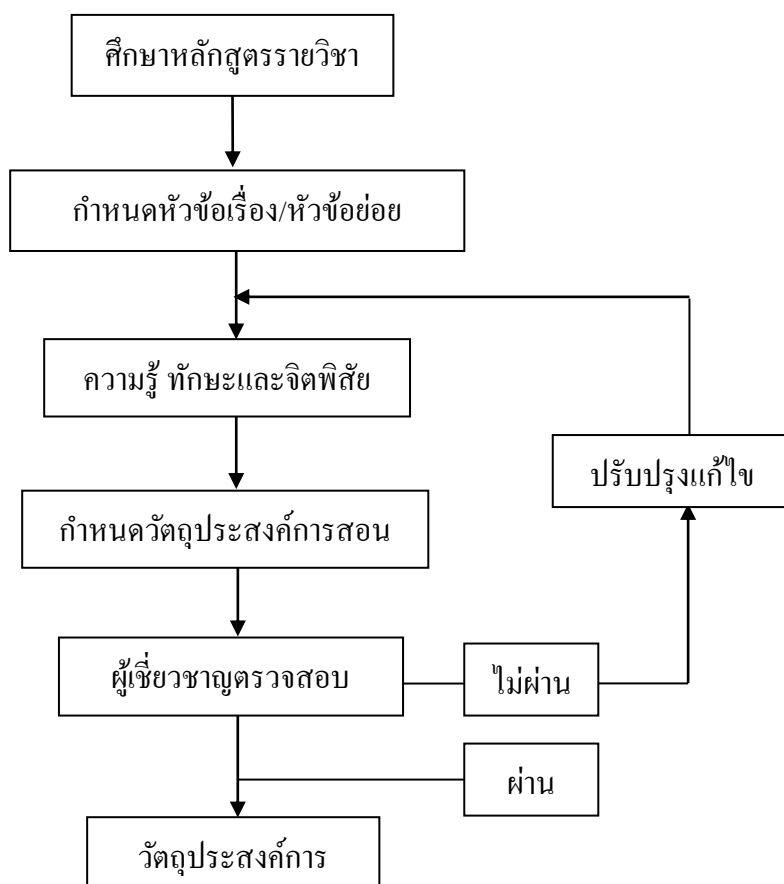 ศึกษาหลักสูตรรายวิชา
กำหนดหัวข้อเรื่อง/หัวข้อย่อย
ความรู้ ทักษะและจิตพิสัย
ปรับปรุงแก้ไข
กำหนดวัตถุประสงค์การสอน
ผู้เชี่ยวชาญตรวจสอบ
ไม่ผ่าน
ผ่าน
วัตถุประสงค์การ